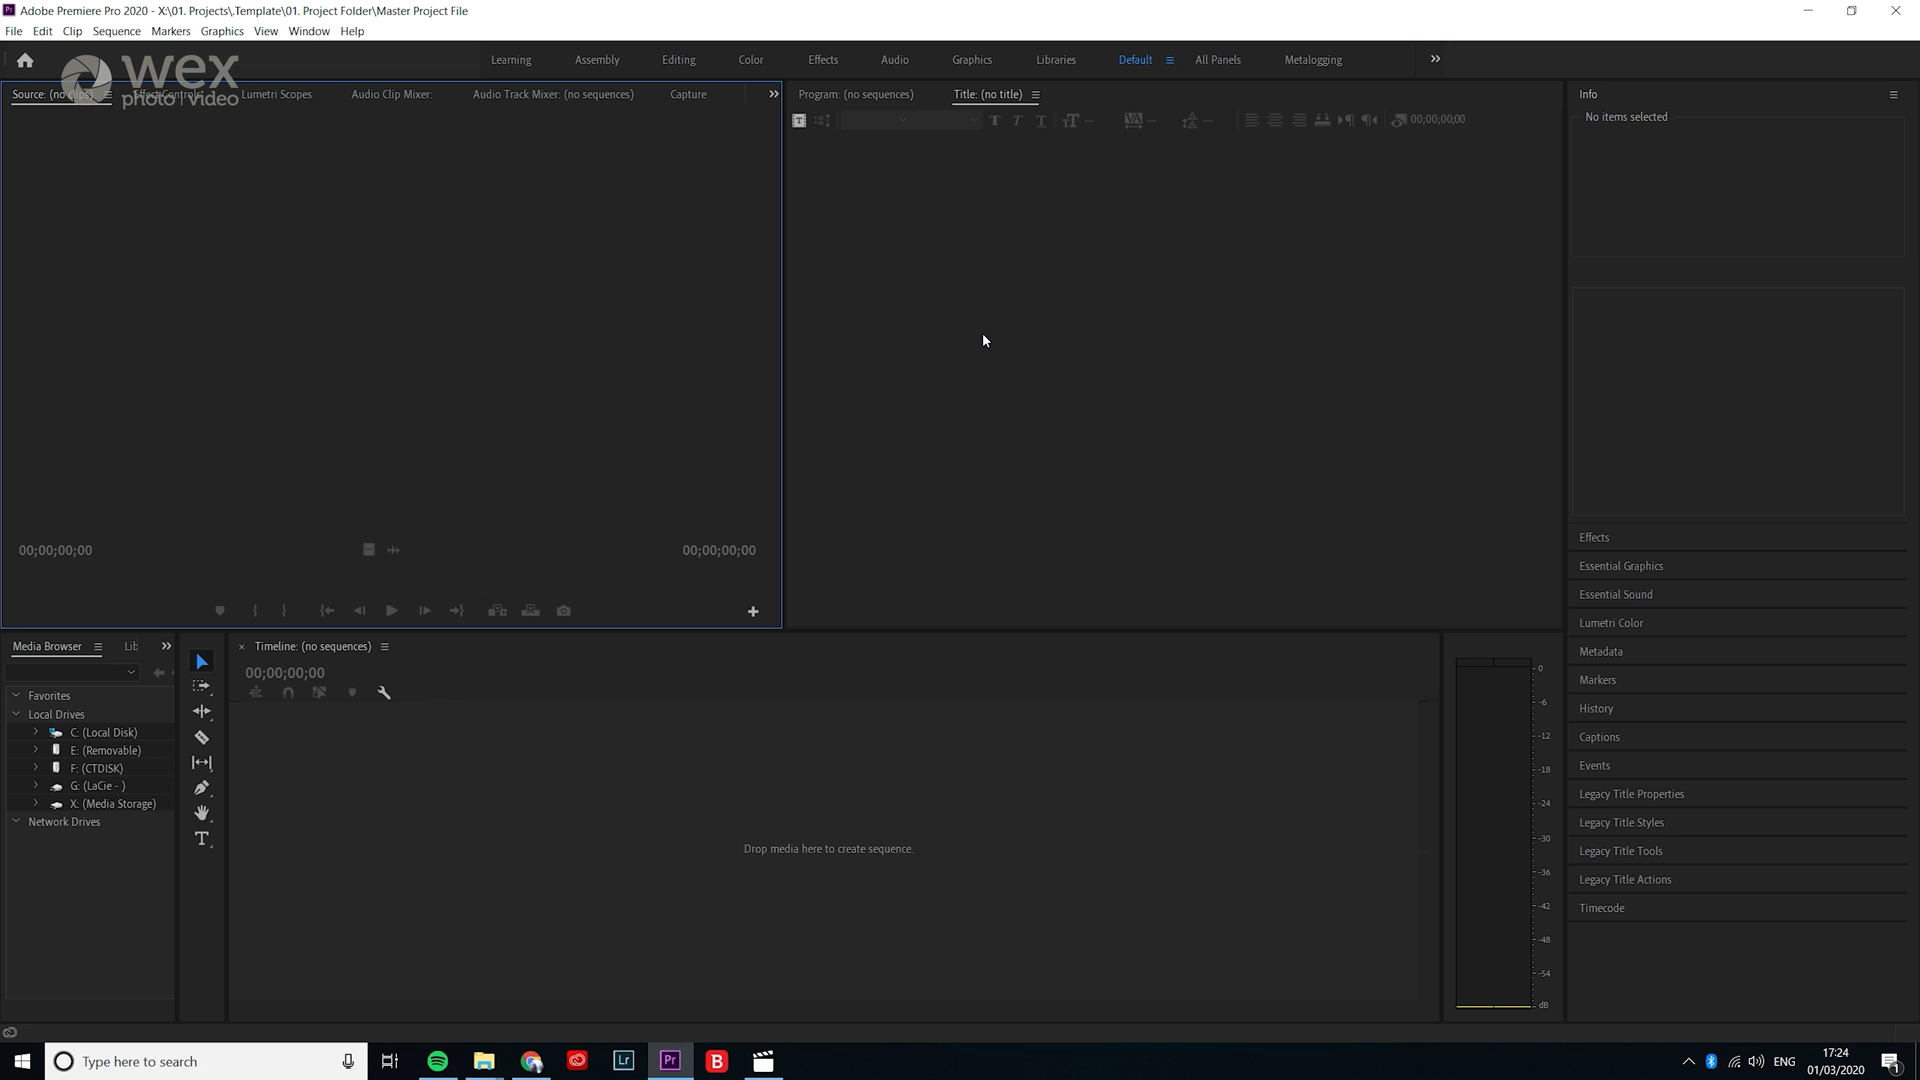 Adobe Premiere Pro 2020 - X:\01. Projects\.Template\01. Project Folder\Master Project File
File Edit Clip Sequence Markers Graphics View Window Help
wex
photo video
Learning Assembly Editing Color Effects Audio Graphics Libraries Default All Panels Metalogging
Source: (no clips) Effect Controls Lumetri Scopes Audio Clip Mixer: Audio Track Mixer: (no sequences) Capture
Program: (no sequences) Title: (no title)
00;00;00;00
Info
No items selected
00;00;00;00 00;00;00;00
Effects
Essential Graphics
Essential Sound
Lumetri Color
Metadata
Markers
History
Captions
Events
Legacy Title Properties
Legacy Title Styles
Legacy Title Tools
Legacy Title Actions
Timecode
Media Browser Lib
Favorites
Local Drives
C: (Local Disk)
E: (Removable)
F: (CTDISK)
G: (LaCie - )
X: (Media Storage)
Network Drives
Timeline: (no sequences)
00;00;00;00
Drop media here to create sequence.
0
-6
-12
-18
-24
-30
-36
-42
-48
-54
dB
Type here to search
Lr
Pr
B
ENG
17:24
01/03/2020
1